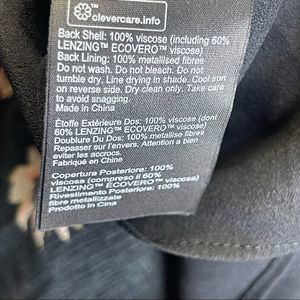 clevercare.info
Back Shell: 100% viscose (including 60%
LENZING™ ECOVERO™ viscose)
Back Lining: 100% metallised fibres
Do not wash. Do not bleach. Do not
tumble dry. Line dry in shade. Cool iron
on reverse side. Dry clean only. Take care
to avoid snagging.
Made in China
Étoffe Extérieure Dos: 100% viscose (dont
60% LENZING™ ECOVERO™ viscose)
Doublure Du Dos: 100% metallisé fibres
Repasser sur l'envers. Attention bien
eviter les accrocs.
Fabriqué en Chine
Copertura Posteriore: 100%
viscosa (compreso il 60%
LENZING™ ECOVERO™ viscosa)
Rivestimento Posteriore: 100%
fibre metallizzate
Prodotto in Cina